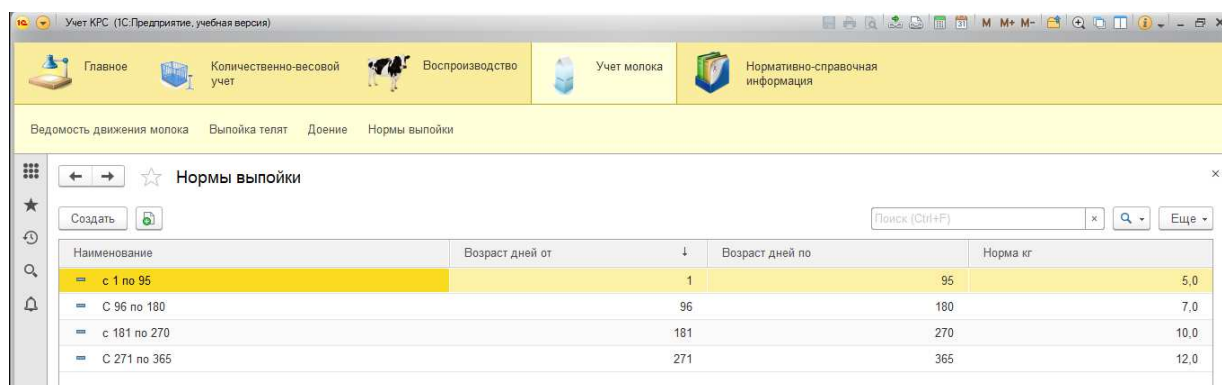 1С Учет КРС (1С:Предприятие, учебная версия) 31 M M+ M- i
Главное Количественно-весовой учет Воспроизводство Учет молока Нормативно-справочная информация
Ведомость движения молока Выпойка телят Доение Нормы выпойки
Нормы выпойки
Создать Поиск (Ctrl+F) × Еще
Наименование Возраст дней от ↓ Возраст дней по Норма кг
с 1 по 95 1 95 5,0
С 96 по 180 96 180 7,0
с 181 по 270 181 270 10,0
С 271 по 365 271 365 12,0